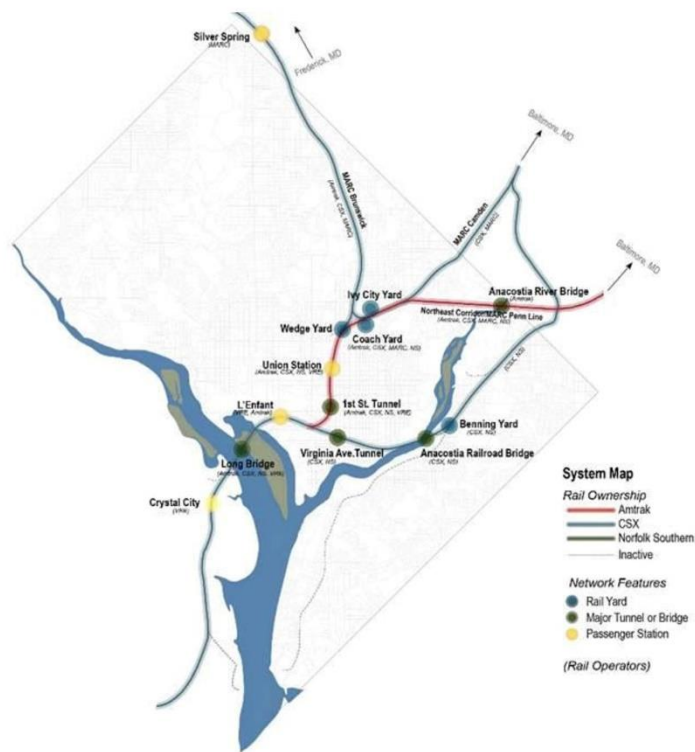 Silver Spring
(MARC)
Frederick, MD
Baltimore, MD
MARC Brunswick
(Amtrak, CSX, MARC)
MARC Camden
(CSX, MARC)
Baltimore, MD
Ivy City Yard
Anacostia River Bridge
(Amtrak)
Northeast Corridor/MARC Penn Line
(Amtrak, CSX, MARC, NS)
Wedge Yard
Coach Yard
(Amtrak, CSX, MARC, NS)
(CSX, NS)
Union Station
(Amtrak, CSX, NS, VRE)
L'Enfant
(VRE, Amtrak)
1st St. Tunnel
(Amtrak, CSX, NS, VRE)
Benning Yard
(CSX, NS)
Virginia Ave.Tunnel
(CSX, NS)
Anacostia Railroad Bridge
(CSX, NS)
Long Bridge
(Amtrak, CSX, NS, VRE)
Crystal City
(VRE)
System Map
Rail Ownership
Amtrak
CSX
Norfolk Southern
Inactive
Network Features
Rail Yard
Major Tunnel or Bridge
Passenger Station
(Rail Operators)